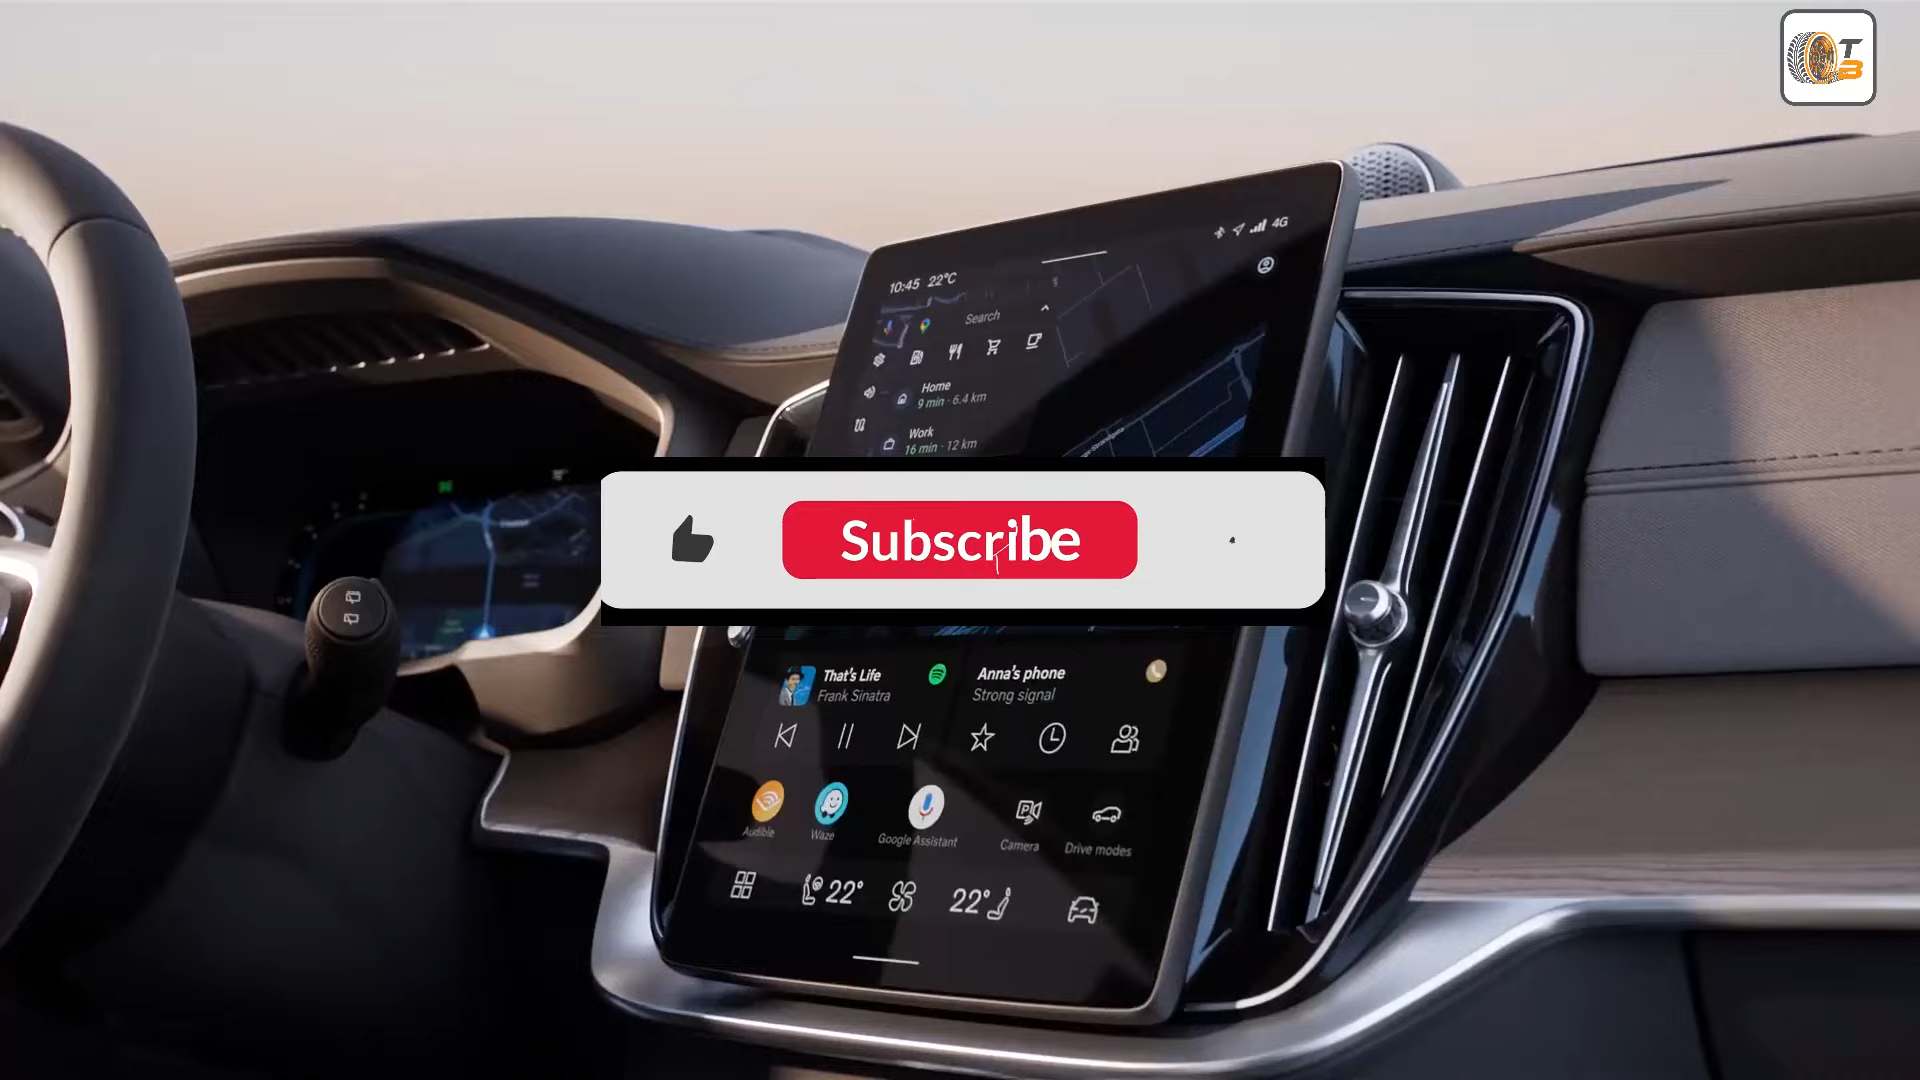 TB
4G
10:45 22°C
Search
Home
9 min · 6.4 km
Work
16 min · 12 km
Subscribe
That's Life
Frank Sinatra
Anna's phone
Strong signal
Audible
Waze
Google Assistant
Camera
Drive modes
22°
22°